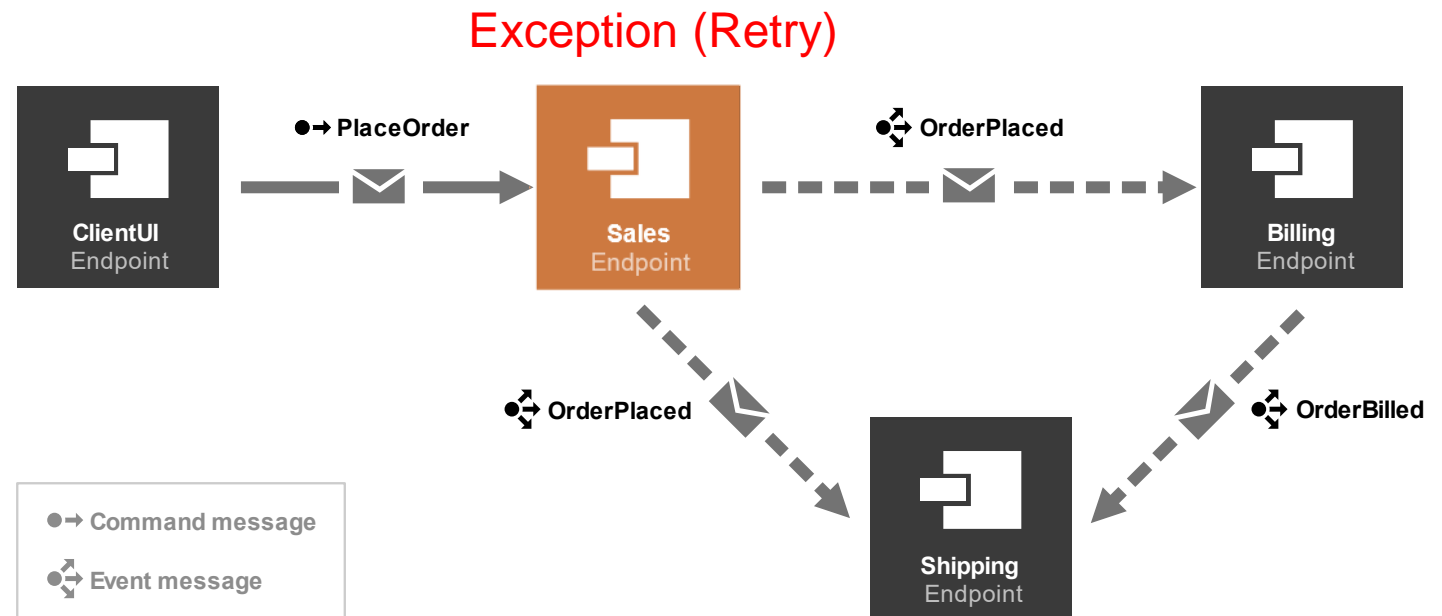 Exception (Retry)
PlaceOrder
OrderPlaced
ClientUI
Endpoint
Sales
Endpoint
Billing
Endpoint
OrderPlaced
OrderBilled
Command message
Event message
Shipping
Endpoint